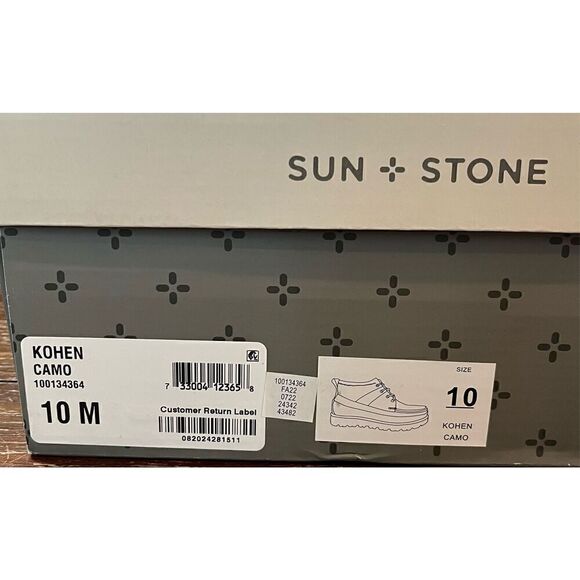 SUN + STONE
KOHEN
CAMO
100134364
10 M
7 33004 12365 8
Customer Return Label
082024281511
100134364
FA22
0722
24342
43482
SIZE
10
KOHEN
CAMO